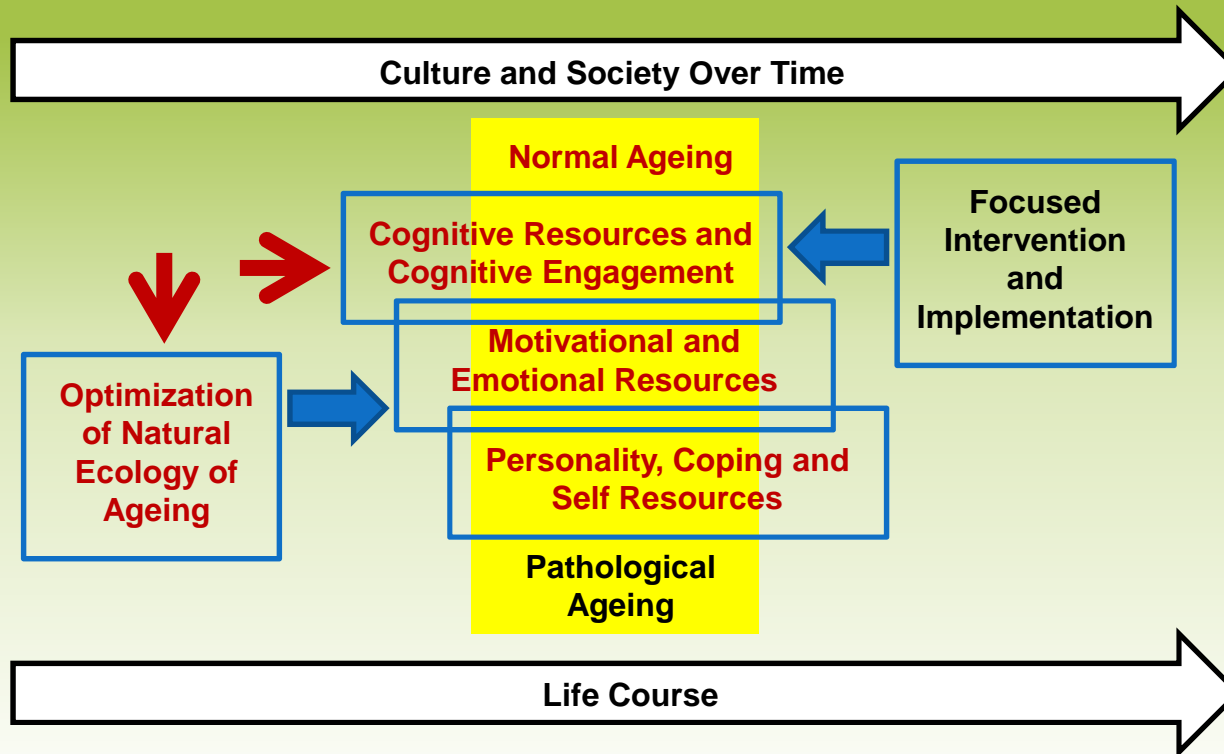 Culture and Society Over Time
Normal Ageing
Cognitive Resources and
Cognitive Engagement
Focused
Intervention
and
Implementation
Motivational and
Emotional Resources
Optimization
of Natural
Ecology of
Ageing
Personality, Coping and
Self Resources
Pathological
Ageing
Life Course